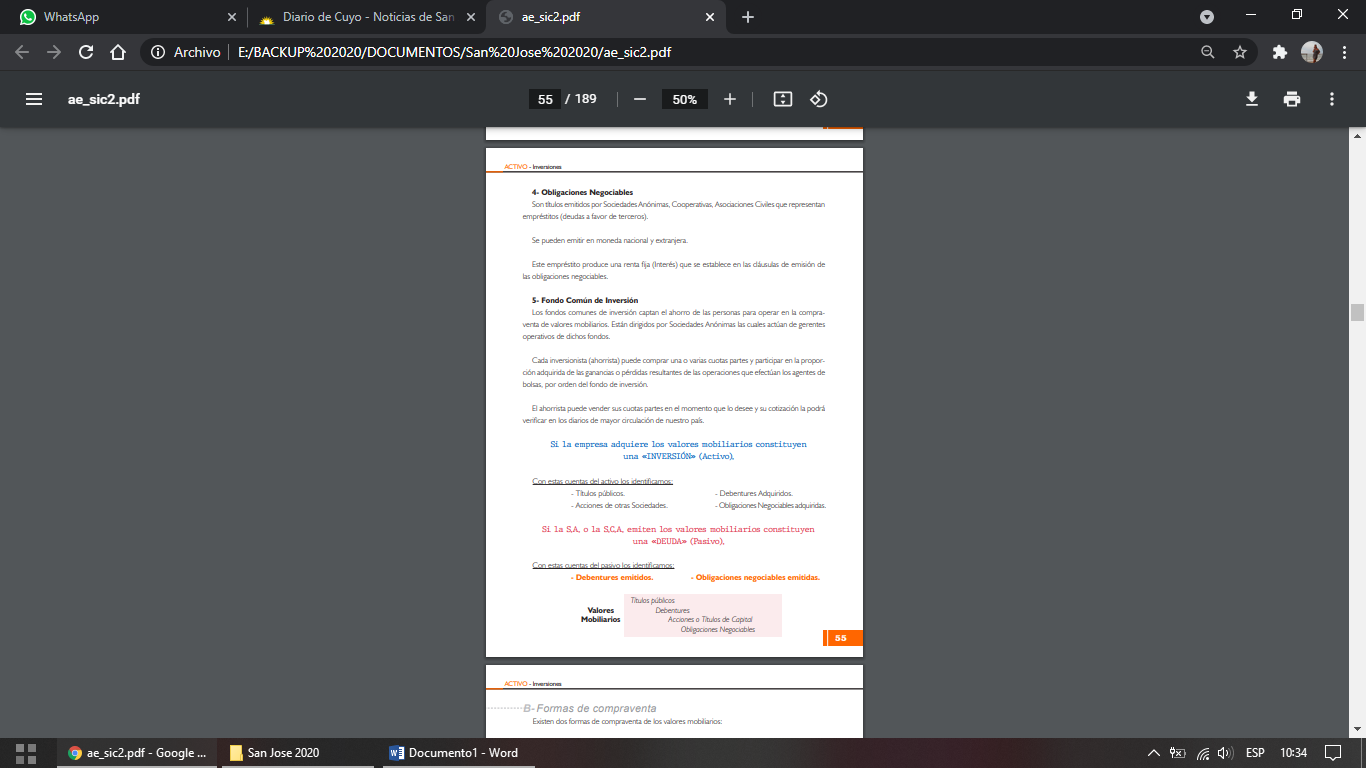 WhatsApp
Diario de Cuyo - Noticias de San
ae_sic2.pdf
Archivo
E:/BACKUP%202020/DOCUMENTOS/San%20Jose%202020/ae_sic2.pdf
ae_sic2.pdf
55 / 189
50%
ACTIVO - Inversiones
4- Obligaciones Negociables
Son títulos emitidos por Sociedades Anónimas, Cooperativas, Asociaciones Civiles que representan
empréstitos (deudas a favor de terceros).
Se pueden emitir en moneda nacional y extranjera.
Este empréstito produce una renta fija (Interés) que se establece en las cláusulas de emisión de
las obligaciones negociables.
5- Fondo Común de Inversión
Los fondos comunes de inversión captan el ahorro de las personas para operar en la compra-
venta de valores mobiliarios. Están dirigidos por Sociedades Anónimas las cuales actúan de gerentes
operativos de dichos fondos.
Cada inversionista (ahorrista) puede comprar una o varias cuotas partes y participar en la propor-
ción adquirida de las ganancias o pérdidas resultantes de las operaciones que efectúan los agentes de
bolsas, por orden del fondo de inversión.
El ahorrista puede vender sus cuotas partes en el momento que lo desee y su cotización la podrá
verificar en los diarios de mayor circulación de nuestro país.
Si la empresa adquiere los valores mobiliarios constituyen
una «INVERSIÓN» (Activo).
Con estas cuentas del activo los identificamos:
- Títulos públicos.
- Debentures Adquiridos.
- Acciones de otras Sociedades.
- Obligaciones Negociables adquiridas.
Si la S.A. o la S.C.A. emiten los valores mobiliarios constituyen
una «DEUDA» (Pasivo).
Con estas cuentas del pasivo los identificamos:
- Debentures emitidos.
- Obligaciones negociables emitidas.
Valores
Mobiliarios
Títulos públicos
Debentures
Acciones o Títulos de Capital
Obligaciones Negociables
55
ACTIVO - Inversiones
B- Formas de compraventa
Existen dos formas de compraventa de los valores mobiliarios:
ae_sic2.pdf - Google ...
San Jose 2020
Documento1 - Word
ESP
10:34